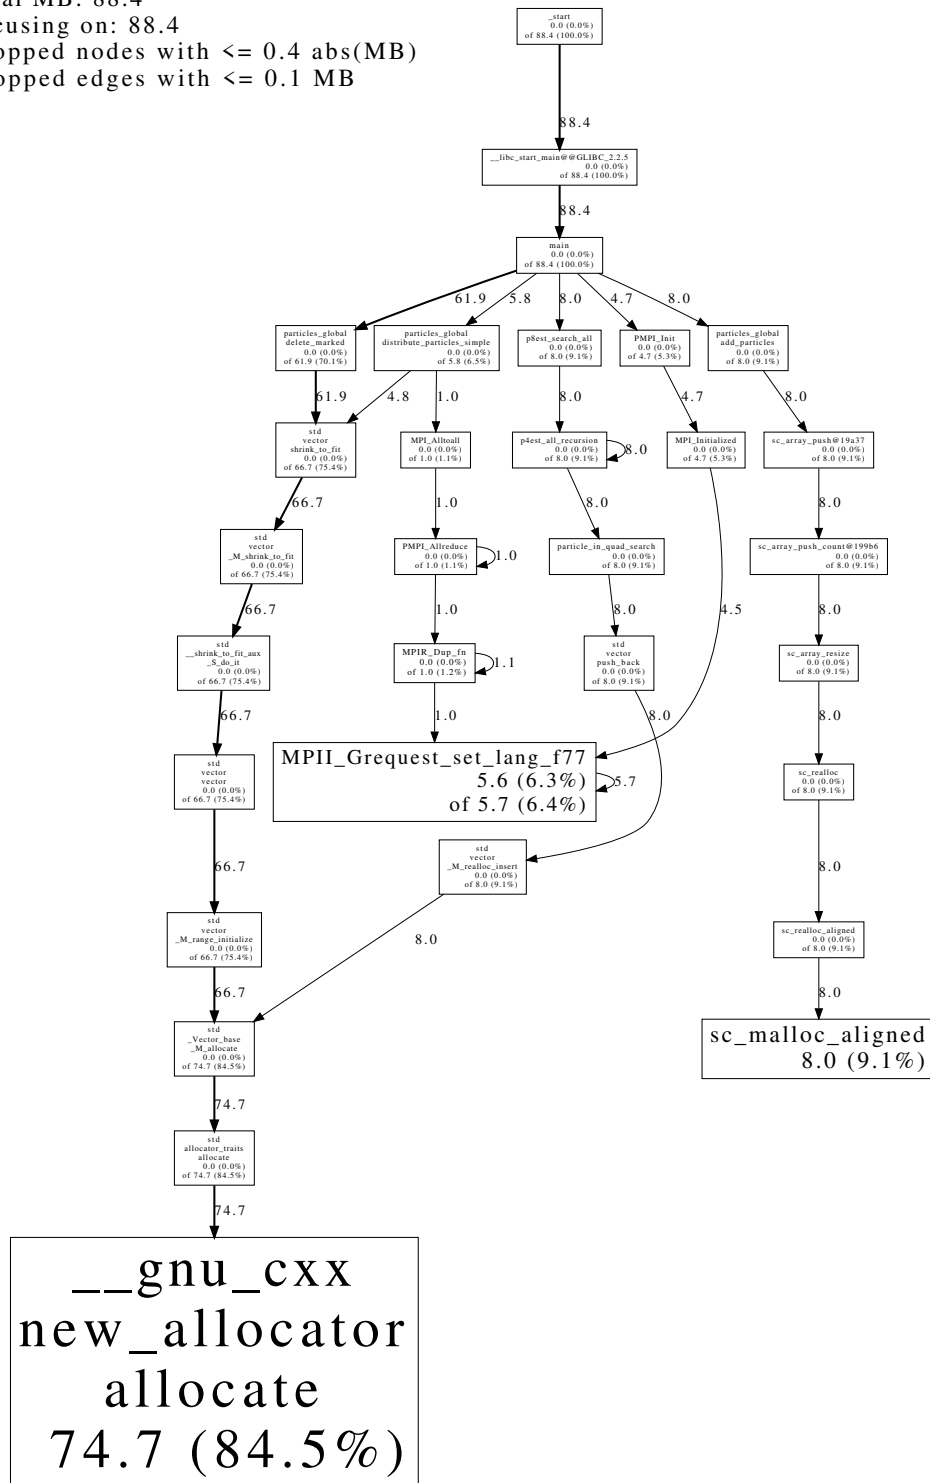 al MB: 88.4
cusing on: 88.4
opped nodes with <= 0.4 abs(MB)
opped edges with <= 0.1 MB
_start
0.0 (0.0%)
of 88.4 (100.0%)
88.4
__libc_start_main@@GLIBC_2.2.5
0.0 (0.0%)
of 88.4 (100.0%)
88.4
main
0.0 (0.0%)
of 88.4 (100.0%)
61.9
5.8
8.0
4.7
8.0
particles_global
delete_marked
0.0 (0.0%)
of 61.9 (70.1%)
particles_global
distribute_particles_simple
0.0 (0.0%)
of 5.8 (6.5%)
p8est_search_all
0.0 (0.0%)
of 8.0 (9.1%)
PMPI_Init
0.0 (0.0%)
of 4.7 (5.3%)
particles_global
add_particles
0.0 (0.0%)
of 8.0 (9.1%)
61.9
4.8
1.0
8.0
4.7
8.0
std
vector
shrink_to_fit
0.0 (0.0%)
of 66.7 (75.4%)
MPI_Alltoall
0.0 (0.0%)
of 1.0 (1.1%)
p4est_all_recursion
0.0 (0.0%)
of 8.0 (9.1%)
8.0
MPI_Initialized
0.0 (0.0%)
of 4.7 (5.3%)
sc_array_push@19a37
0.0 (0.0%)
of 8.0 (9.1%)
66.7
1.0
8.0
8.0
std
vector
_M_shrink_to_fit
0.0 (0.0%)
of 66.7 (75.4%)
PMPI_Allreduce
0.0 (0.0%)
of 1.0 (1.1%)
1.0
particle_in_quad_search
0.0 (0.0%)
of 8.0 (9.1%)
sc_array_push_count@199b6
0.0 (0.0%)
of 8.0 (9.1%)
66.7
1.0
8.0
4.5
8.0
std
__shrink_to_fit_aux
_S_do_it
0.0 (0.0%)
of 66.7 (75.4%)
MPIR_Dup_fn
0.0 (0.0%)
of 1.0 (1.2%)
1.1
std
vector
push_back
0.0 (0.0%)
of 8.0 (9.1%)
sc_array_resize
0.0 (0.0%)
of 8.0 (9.1%)
66.7
1.0
8.0
8.0
std
vector
vector
0.0 (0.0%)
of 66.7 (75.4%)
MPII_Grequest_set_lang_f77
5.6 (6.3%)
of 5.7 (6.4%)
5.7
sc_realloc
0.0 (0.0%)
of 8.0 (9.1%)
66.7
std
vector
_M_realloc_insert
0.0 (0.0%)
of 8.0 (9.1%)
8.0
std
vector
_M_range_initialize
0.0 (0.0%)
of 66.7 (75.4%)
8.0
sc_realloc_aligned
0.0 (0.0%)
of 8.0 (9.1%)
66.7
8.0
std
_Vector_base
_M_allocate
0.0 (0.0%)
of 74.7 (84.5%)
sc_malloc_aligned
8.0 (9.1%)
74.7
std
allocator_traits
allocate
0.0 (0.0%)
of 74.7 (84.5%)
74.7
__gnu_cxx
new_allocator
allocate
74.7 (84.5%)